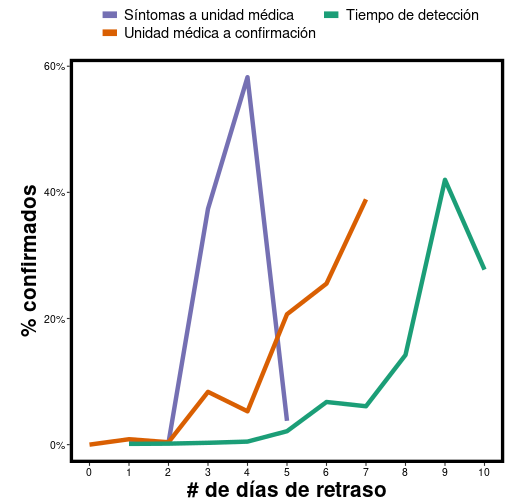 Síntomas a unidad médica
Tiempo de detección
Unidad médica a confirmación
60%
40%
20%
0%
% confirmados
0 1 2 3 4 5 6 7 8 9 10
# de días de retraso